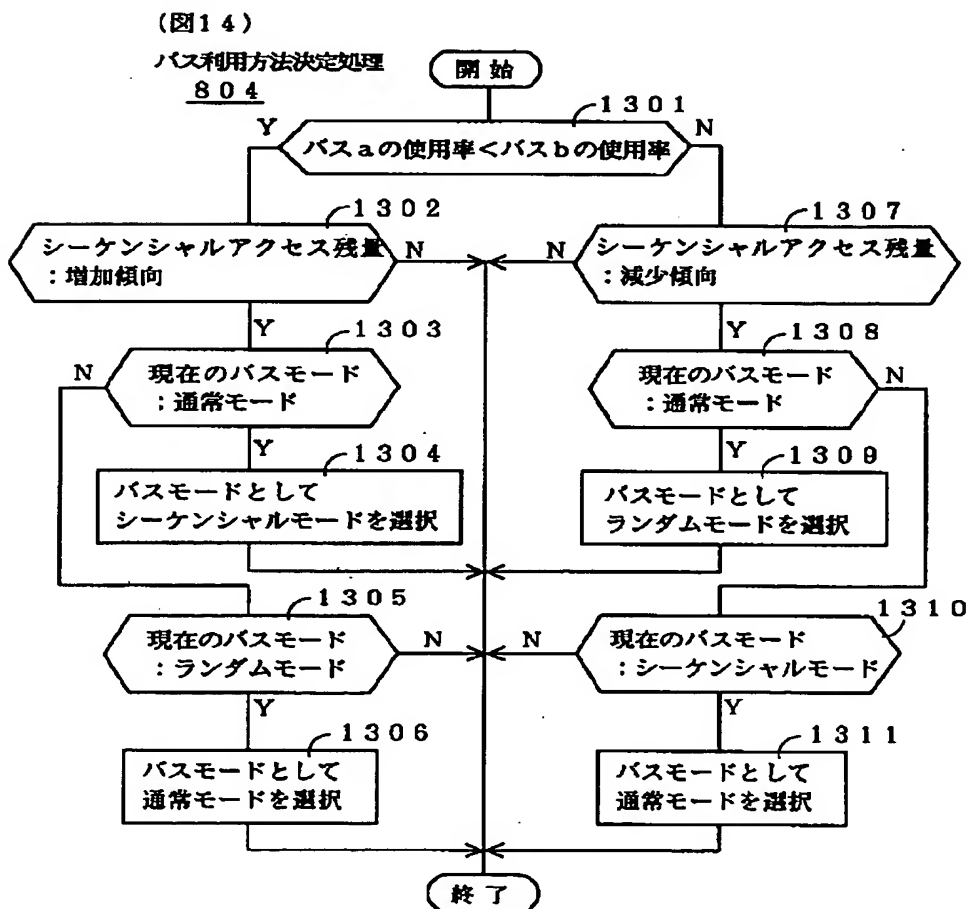 (図14)
バス利用方法決定処理
804
開始
1301
Y
N
バスaの使用率<バスbの使用率
1302
シーケンシャルアクセス残量
:増加傾向
N
1307
シーケンシャルアクセス残量
:減少傾向
N
Y
1303
現在のバスモード
:通常モード
N
Y
1308
現在のバスモード
:通常モード
N
Y
1304
バスモードとして
シーケンシャルモードを選択
Y
1309
バスモードとして
ランダムモードを選択
1305
現在のバスモード
:ランダムモード
N
1310
現在のバスモード
:シーケンシャルモード
N
Y
1306
バスモードとして
通常モードを選択
Y
1311
バスモードとして
通常モードを選択
終了